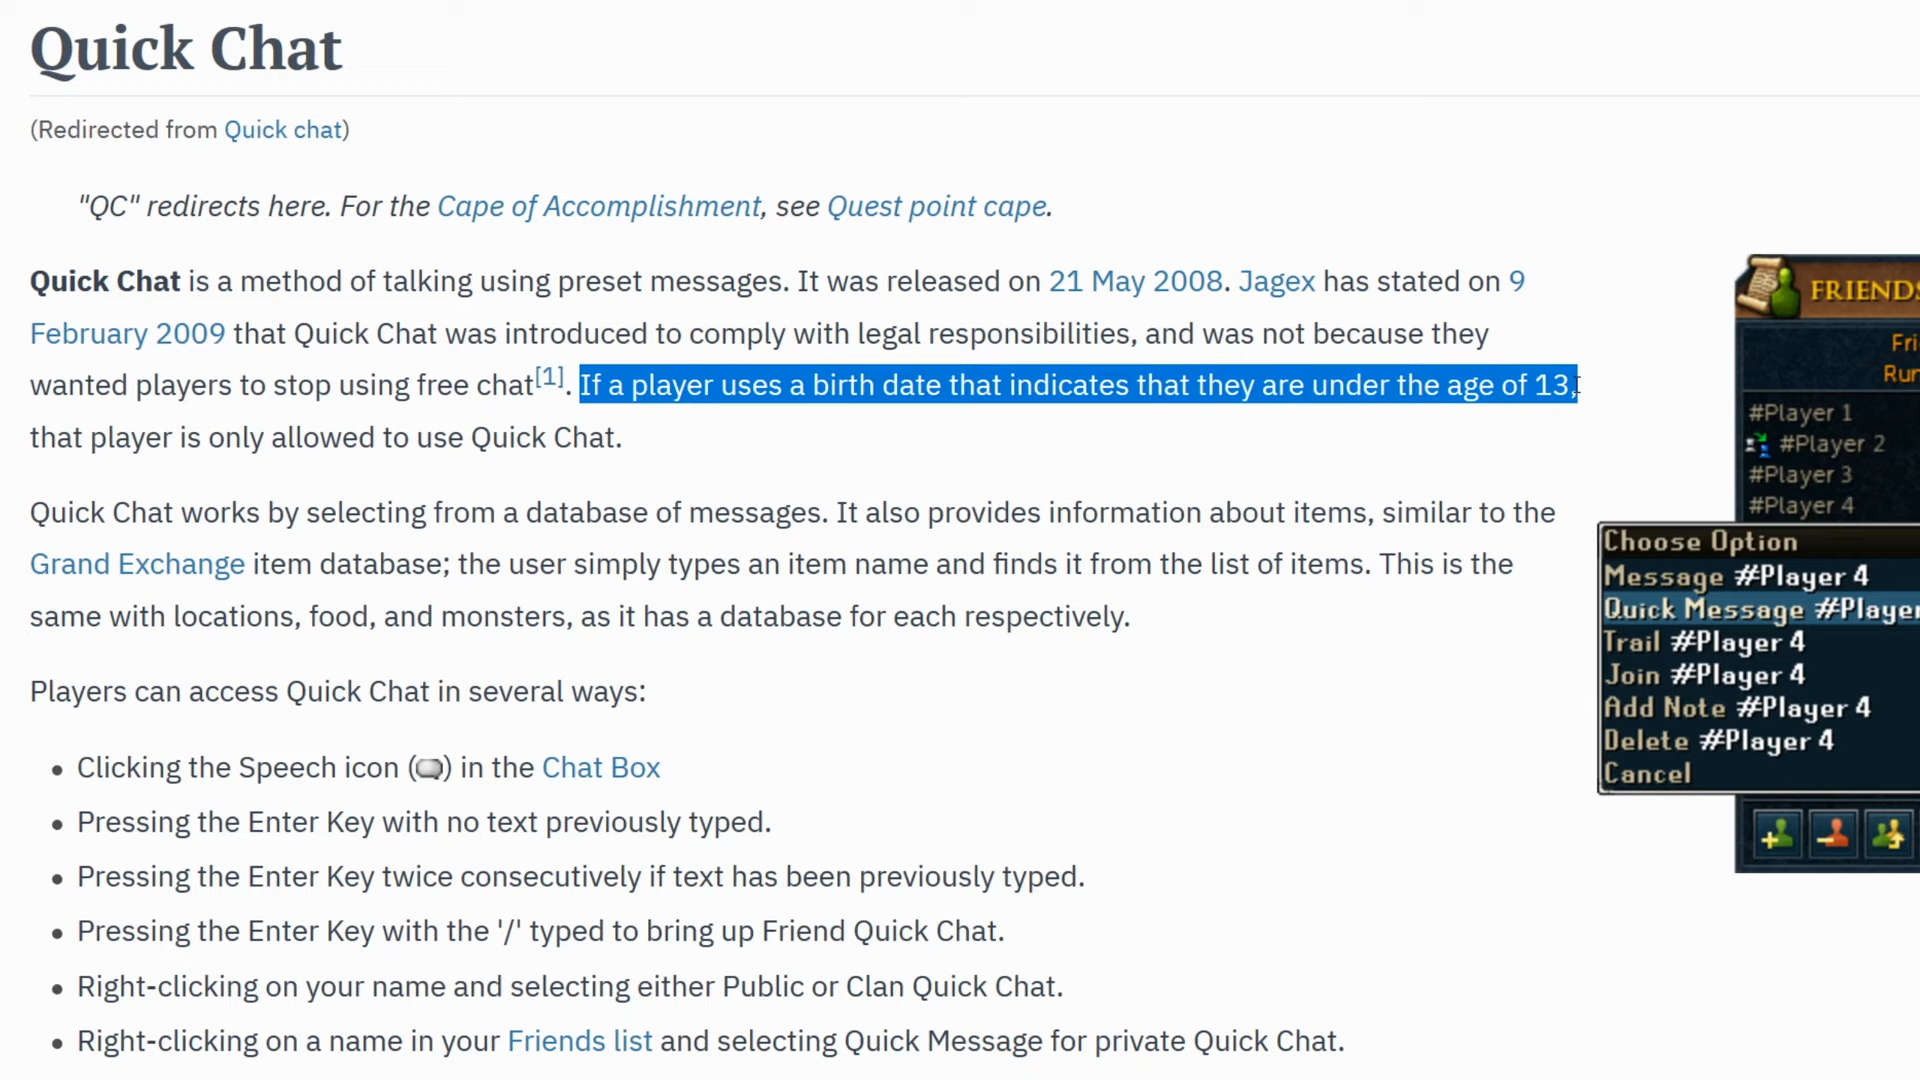 Quick Chat
(Redirected from Quick chat)
"QC" redirects here. For the Cape of Accomplishment, see Quest point cape.
Quick Chat is a method of talking using preset messages. It was released on 21 May 2008. Jagex has stated on 9
February 2009 that Quick Chat was introduced to comply with legal responsibilities, and was not because they
wanted players to stop using free chat[1]. If a player uses a birth date that indicates that they are under the age of 13,
that player is only allowed to use Quick Chat.
Quick Chat works by selecting from a database of messages. It also provides information about items, similar to the
Grand Exchange item database; the user simply types an item name and finds it from the list of items. This is the
same with locations, food, and monsters, as it has a database for each respectively.
Players can access Quick Chat in several ways:
• Clicking the Speech icon () in the Chat Box
• Pressing the Enter Key with no text previously typed.
• Pressing the Enter Key twice consecutively if text has been previously typed.
• Pressing the Enter Key with the '/' typed to bring up Friend Quick Chat.
• Right-clicking on your name and selecting either Public or Clan Quick Chat.
• Right-clicking on a name in your Friends list and selecting Quick Message for private Quick Chat.
FRIENDS
Fri
Run
#Player 1
#Player 2
#Player 3
#Player 4
Choose Option
Message #Player 4
Quick Message #Player
Trail #Player 4
Join #Player 4
Add Note #Player 4
Delete #Player 4
Cancel